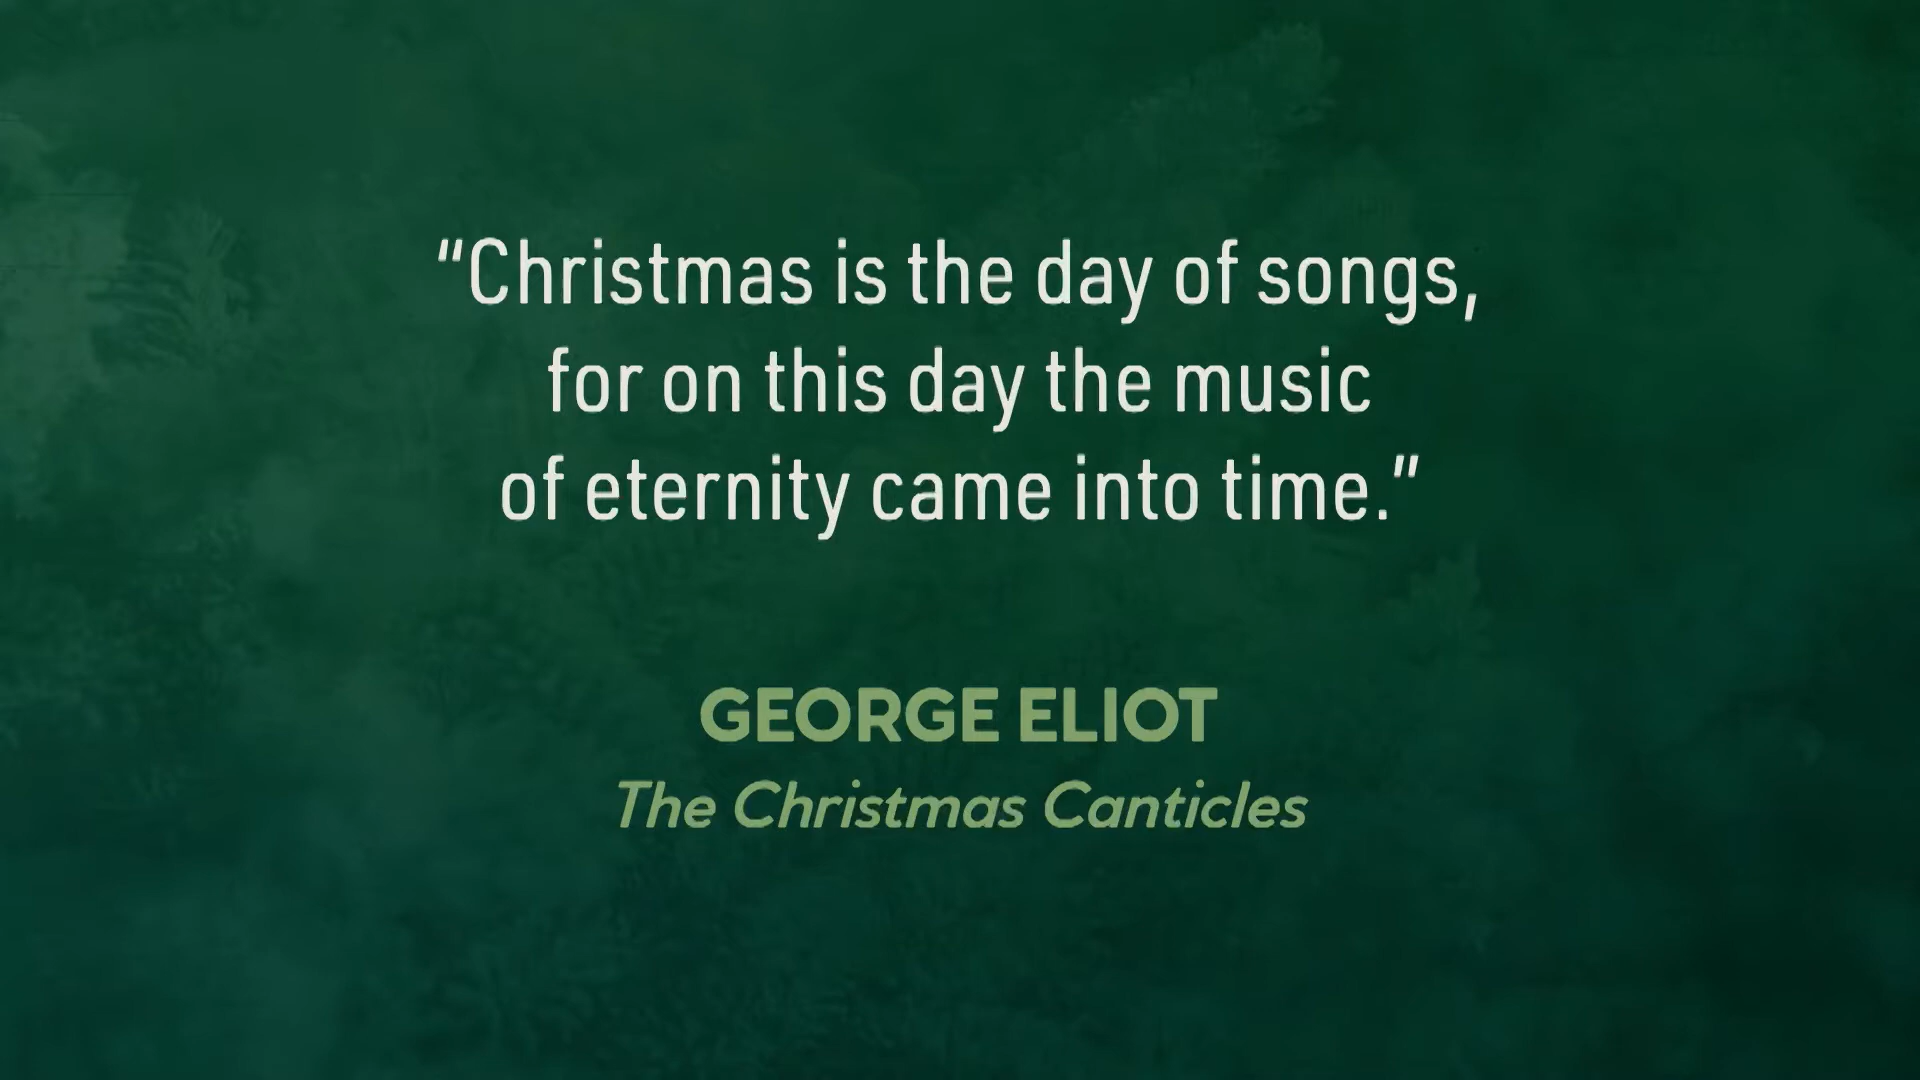 “Christmas is the day of songs,
for on this day the music
of eternity came into time.”
GEORGE ELIOT
The Christmas Canticles